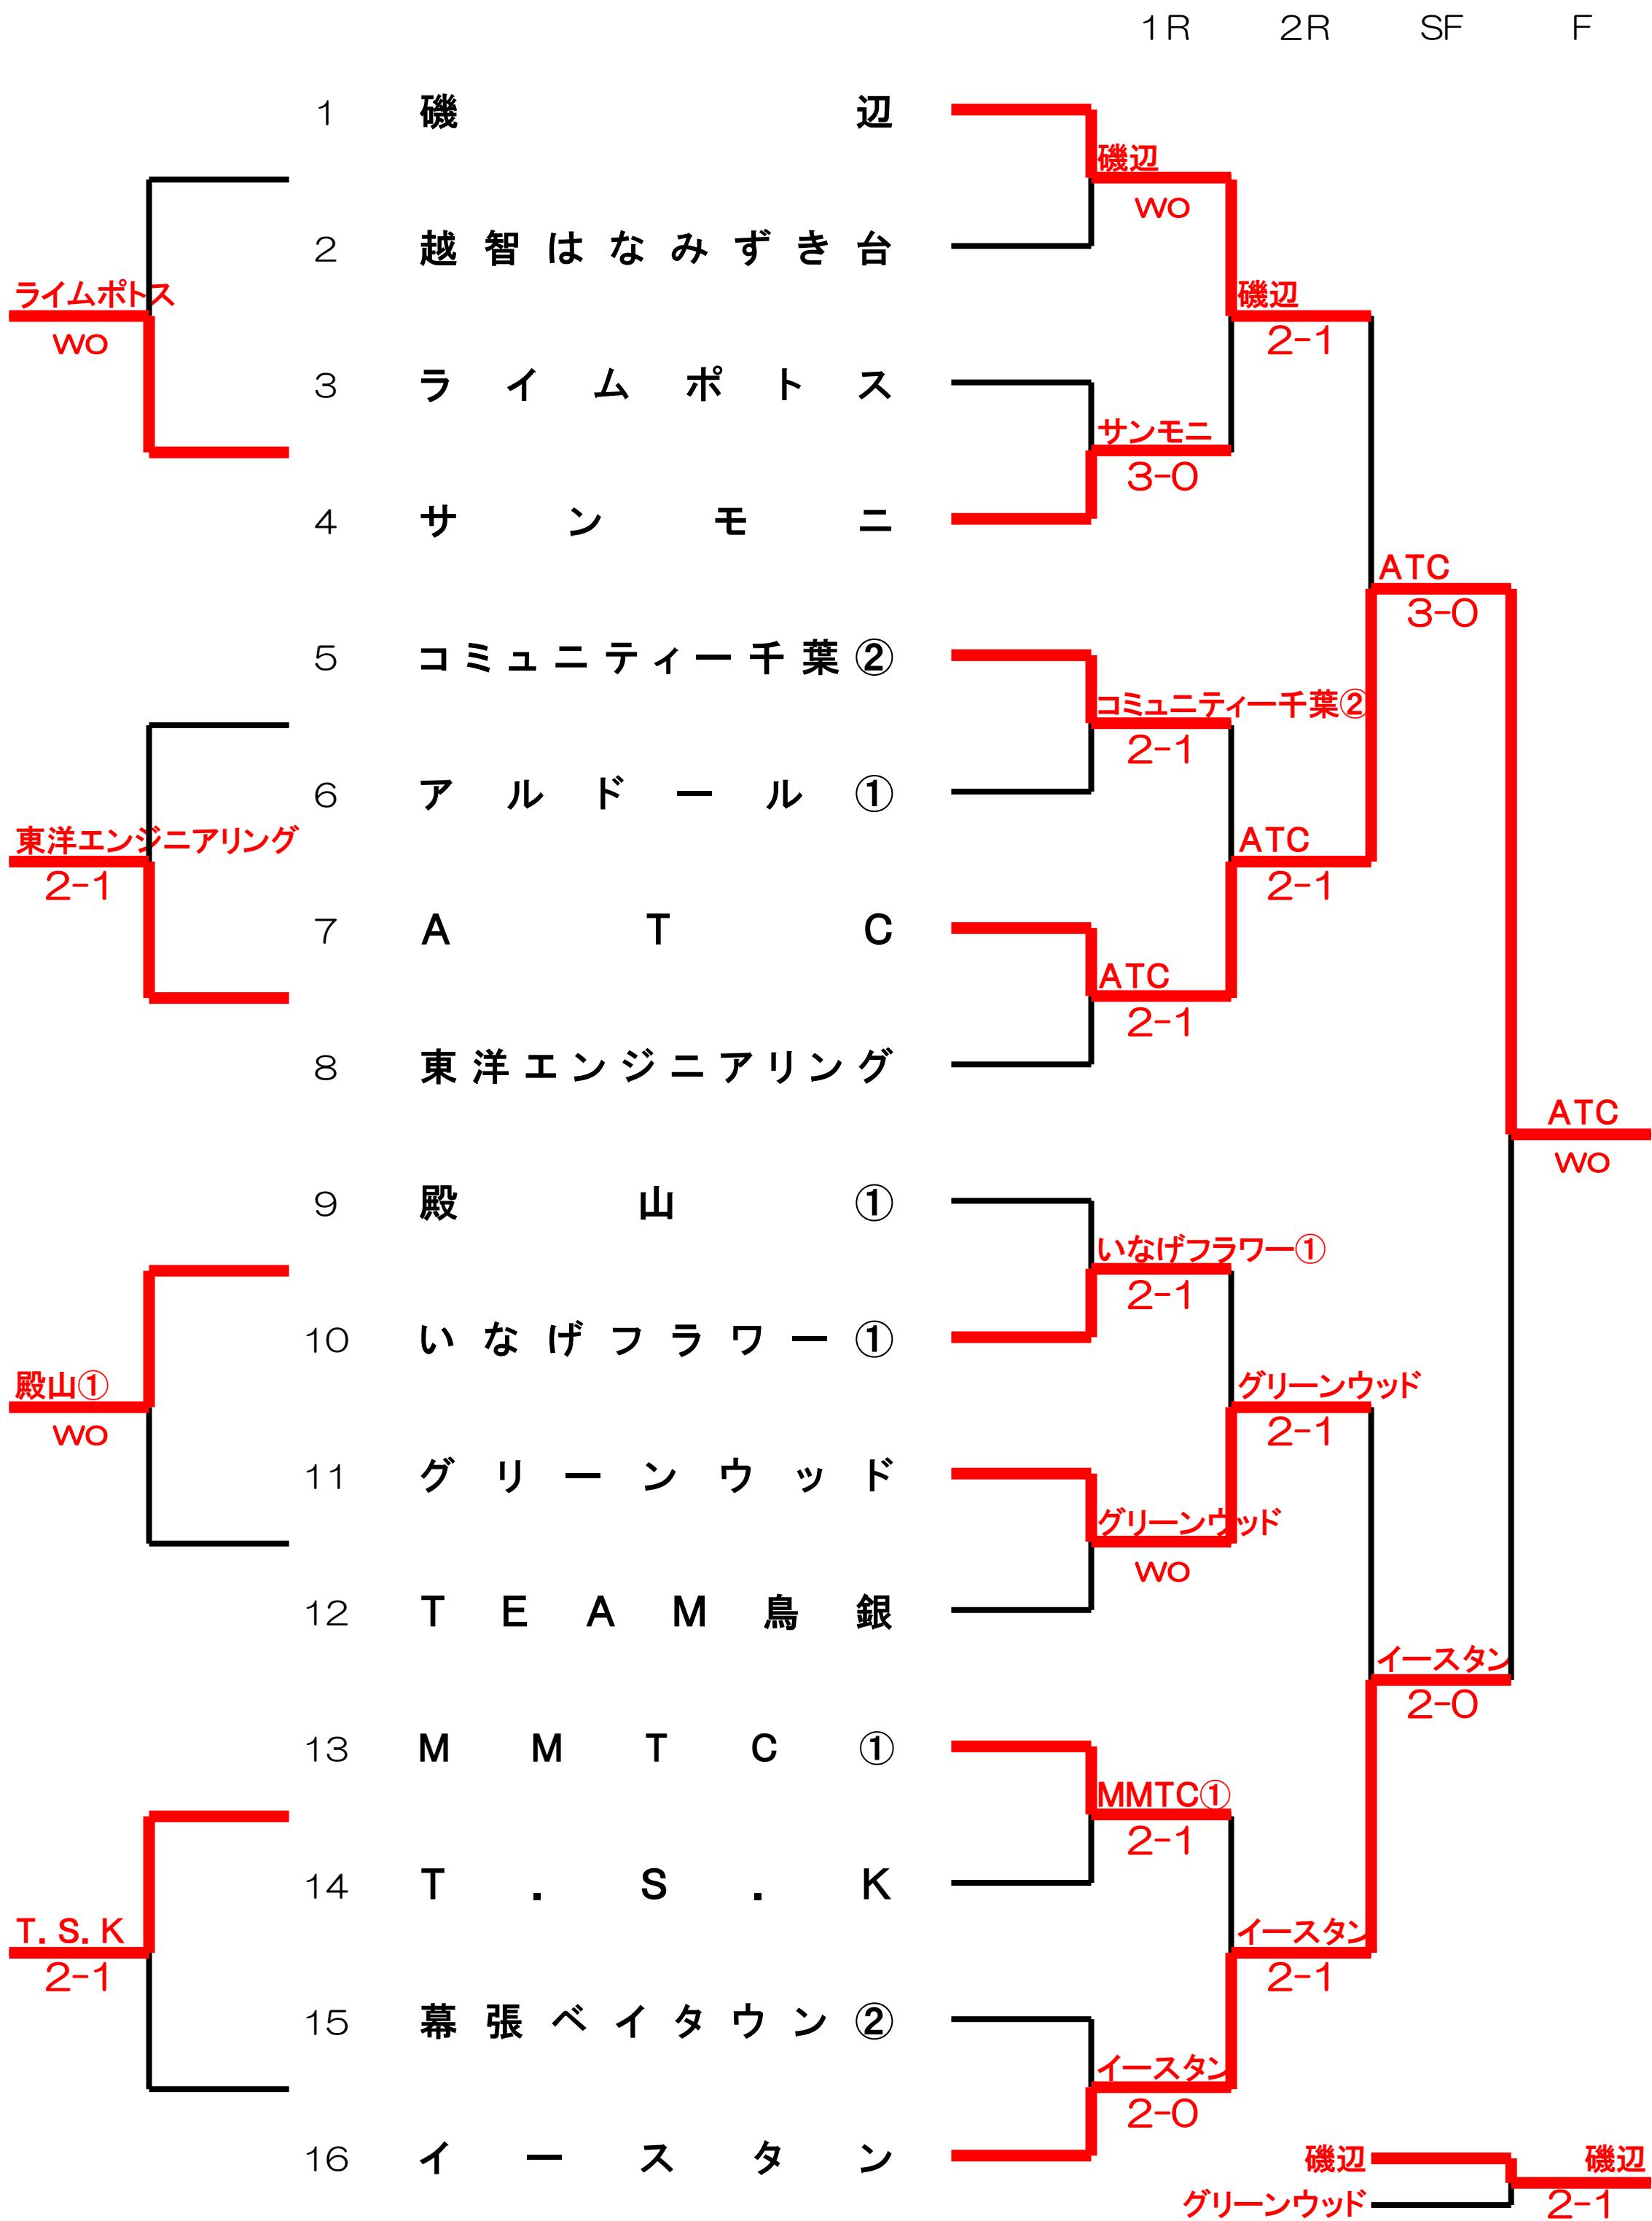 1R 2R SF F
1 磯辺
磯辺
WO
2 越智はなみずき台
ライムポトス
磯辺
WO
2-1
3 ライムポトス
サンモニ
3-0
4 サンモニ
ATC
3-0
5 コミュニティー千葉②
コミュニティー千葉②
2-1
6 アルドール①
東洋エンジニアリング
ATC
2-1
2-1
7 ATC
ATC
2-1
8 東洋エンジニアリング
ATC
WO
9 殿山①
いなげフラワー①
2-1
10 いなげフラワー①
殿山①
グリーンウッド
WO
2-1
11 グリーンウッド
グリーンウッド
WO
12 TEAM鳥銀
イースタン
2-0
13 MMTC①
MMTC①
2-1
14 T.S.K
T.S.K
イースタン
2-1
2-1
15 幕張ベイタウン②
イースタン
2-0
16 イースタン
磯辺 磯辺
グリーンウッド 2-1